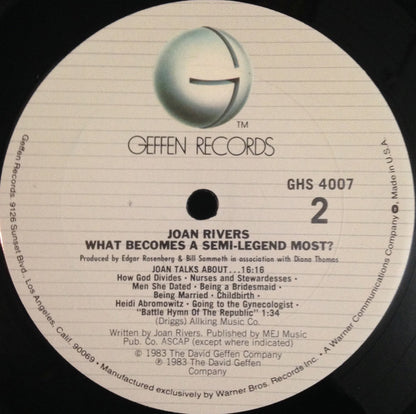 TM
GEFFEN RECORDS
GHS 4007
2
JOAN RIVERS
WHAT BECOMES A SEMI-LEGEND MOST?
Produced by Edgar Rosenberg & Bill Sammeth in association with Diana Thomas
JOAN TALKS ABOUT...16:16
How God Divides • Nurses and Stewardesses •
Men She Dated • Being a Bridesmaid •
Being Married • Childbirth •
Heidi Abromowitz • Going to the Gynecologist •
"Battle Hymn Of The Republic" 1:34
(Driggs) Allking Music Co.
Written by Joan Rivers. Published by MEJ Music
Pub. Co. ASCAP (except where indicated)
© 1983 The David Geffen Company
℗ 1983 The David Geffen Company
Geffen Records, 9126 Sunset Blvd., Los Angeles, Calif. 90069 • Manufactured exclusively by Warner Bros. Records Inc. • A Warner Communications Company • Made in U.S.A.